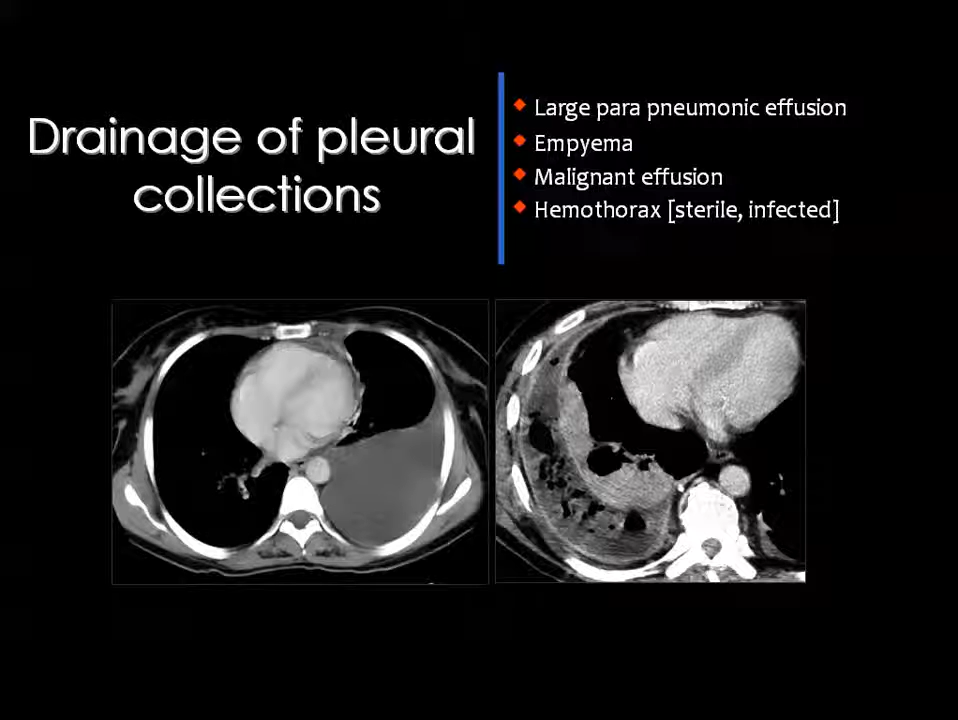 Drainage of pleural
collections
Large para pneumonic effusion
Empyema
Malignant effusion
Hemothorax [sterile, infected]